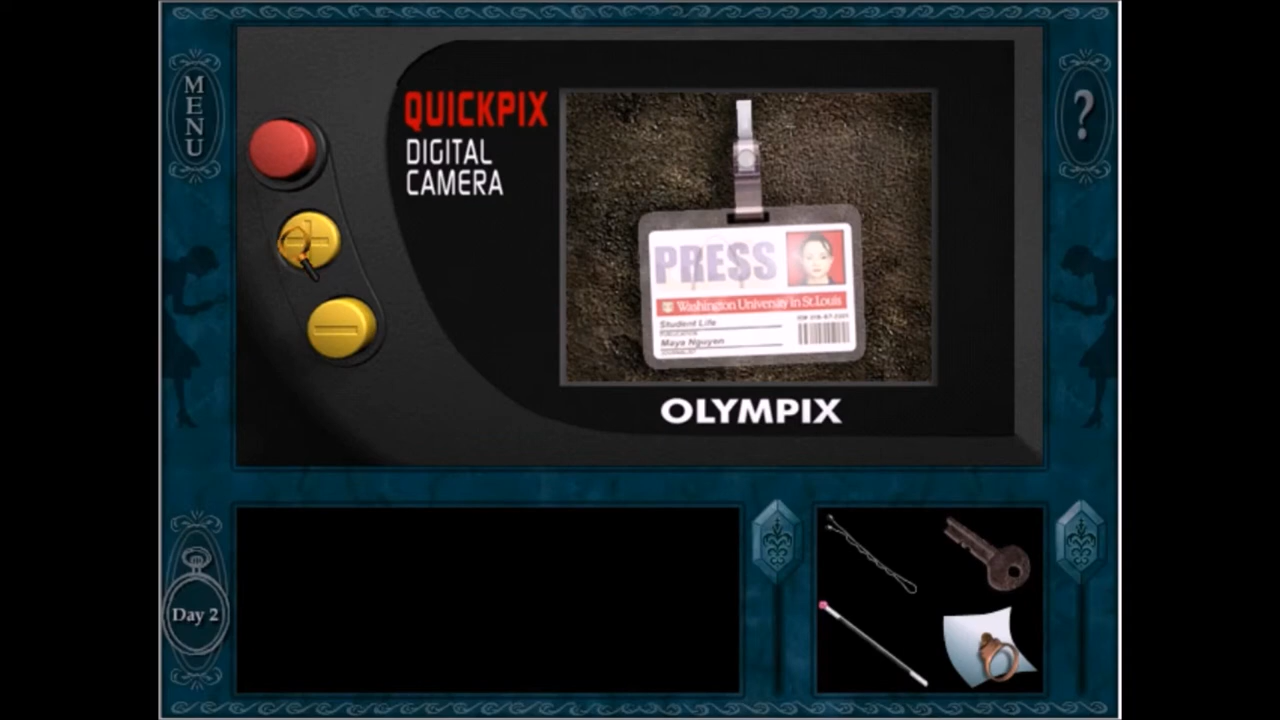 MENU
?
QUICKPIX
DIGITAL
CAMERA
PRESS
Washington University in St. Louis
Student Life
Maya Nguyen
OLYMPIX
Day 2